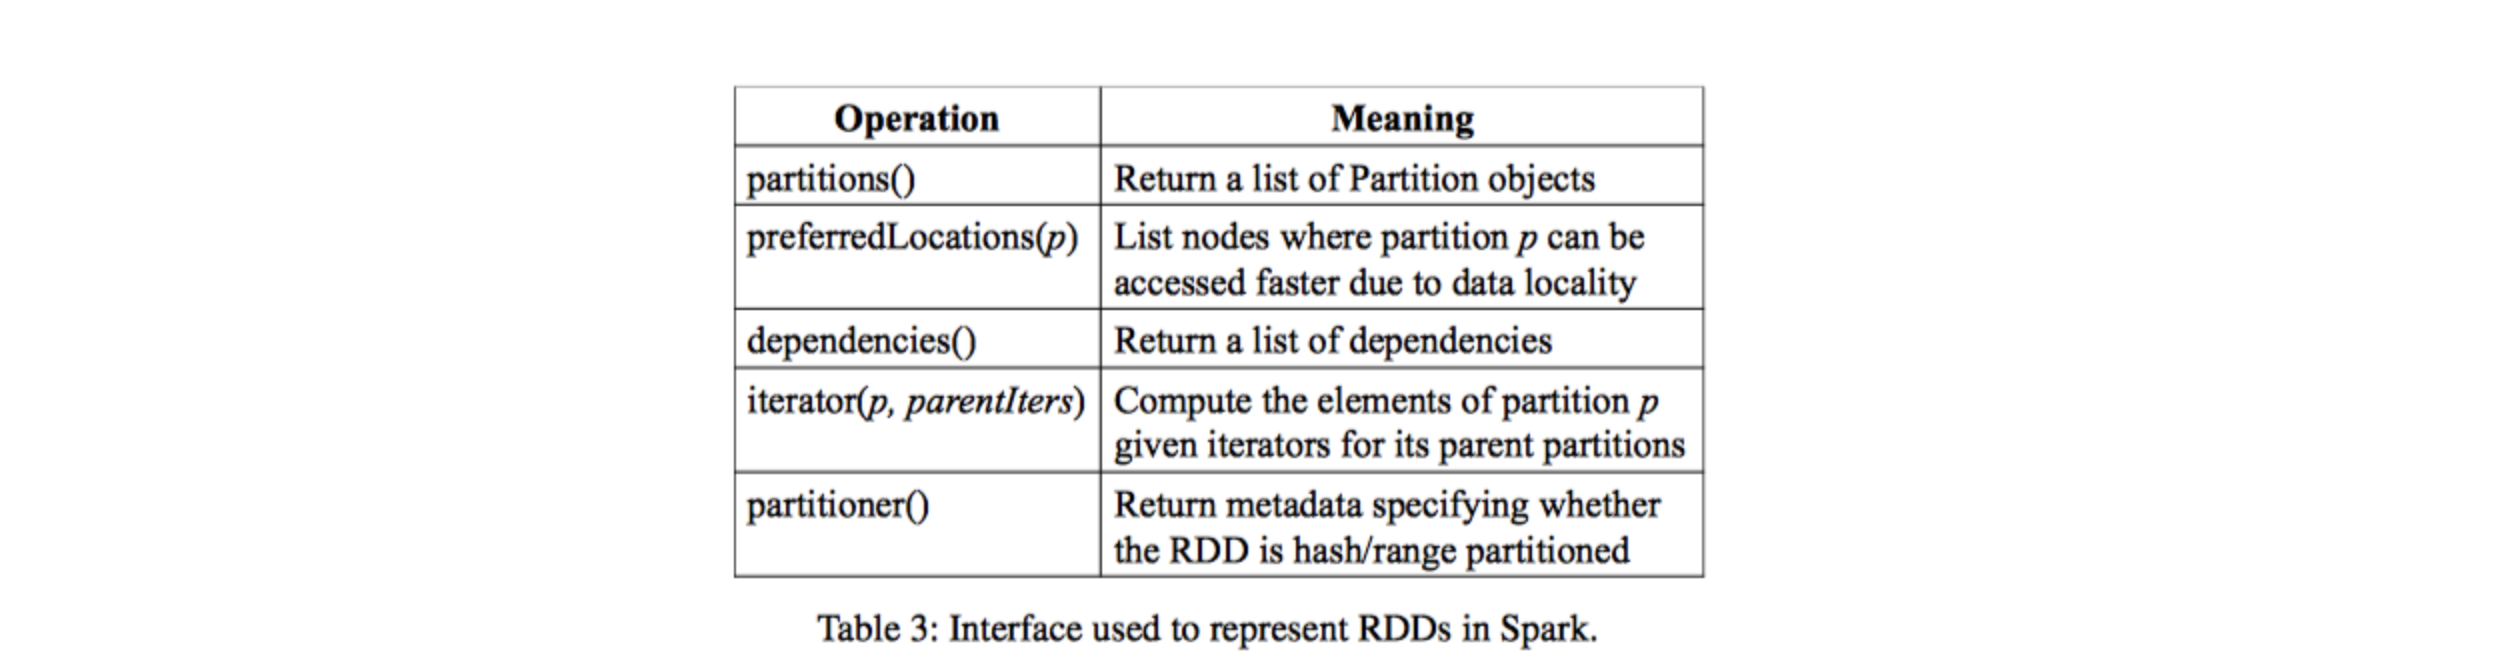 Operation Meaning
partitions() Return a list of Partition objects
preferredLocations(p) List nodes where partition p can be
accessed faster due to data locality
dependencies() Return a list of dependencies
iterator(p, parentIters) Compute the elements of partition p
given iterators for its parent partitions
partitioner() Return metadata specifying whether
the RDD is hash/range partitioned
Table 3: Interface used to represent RDDs in Spark.